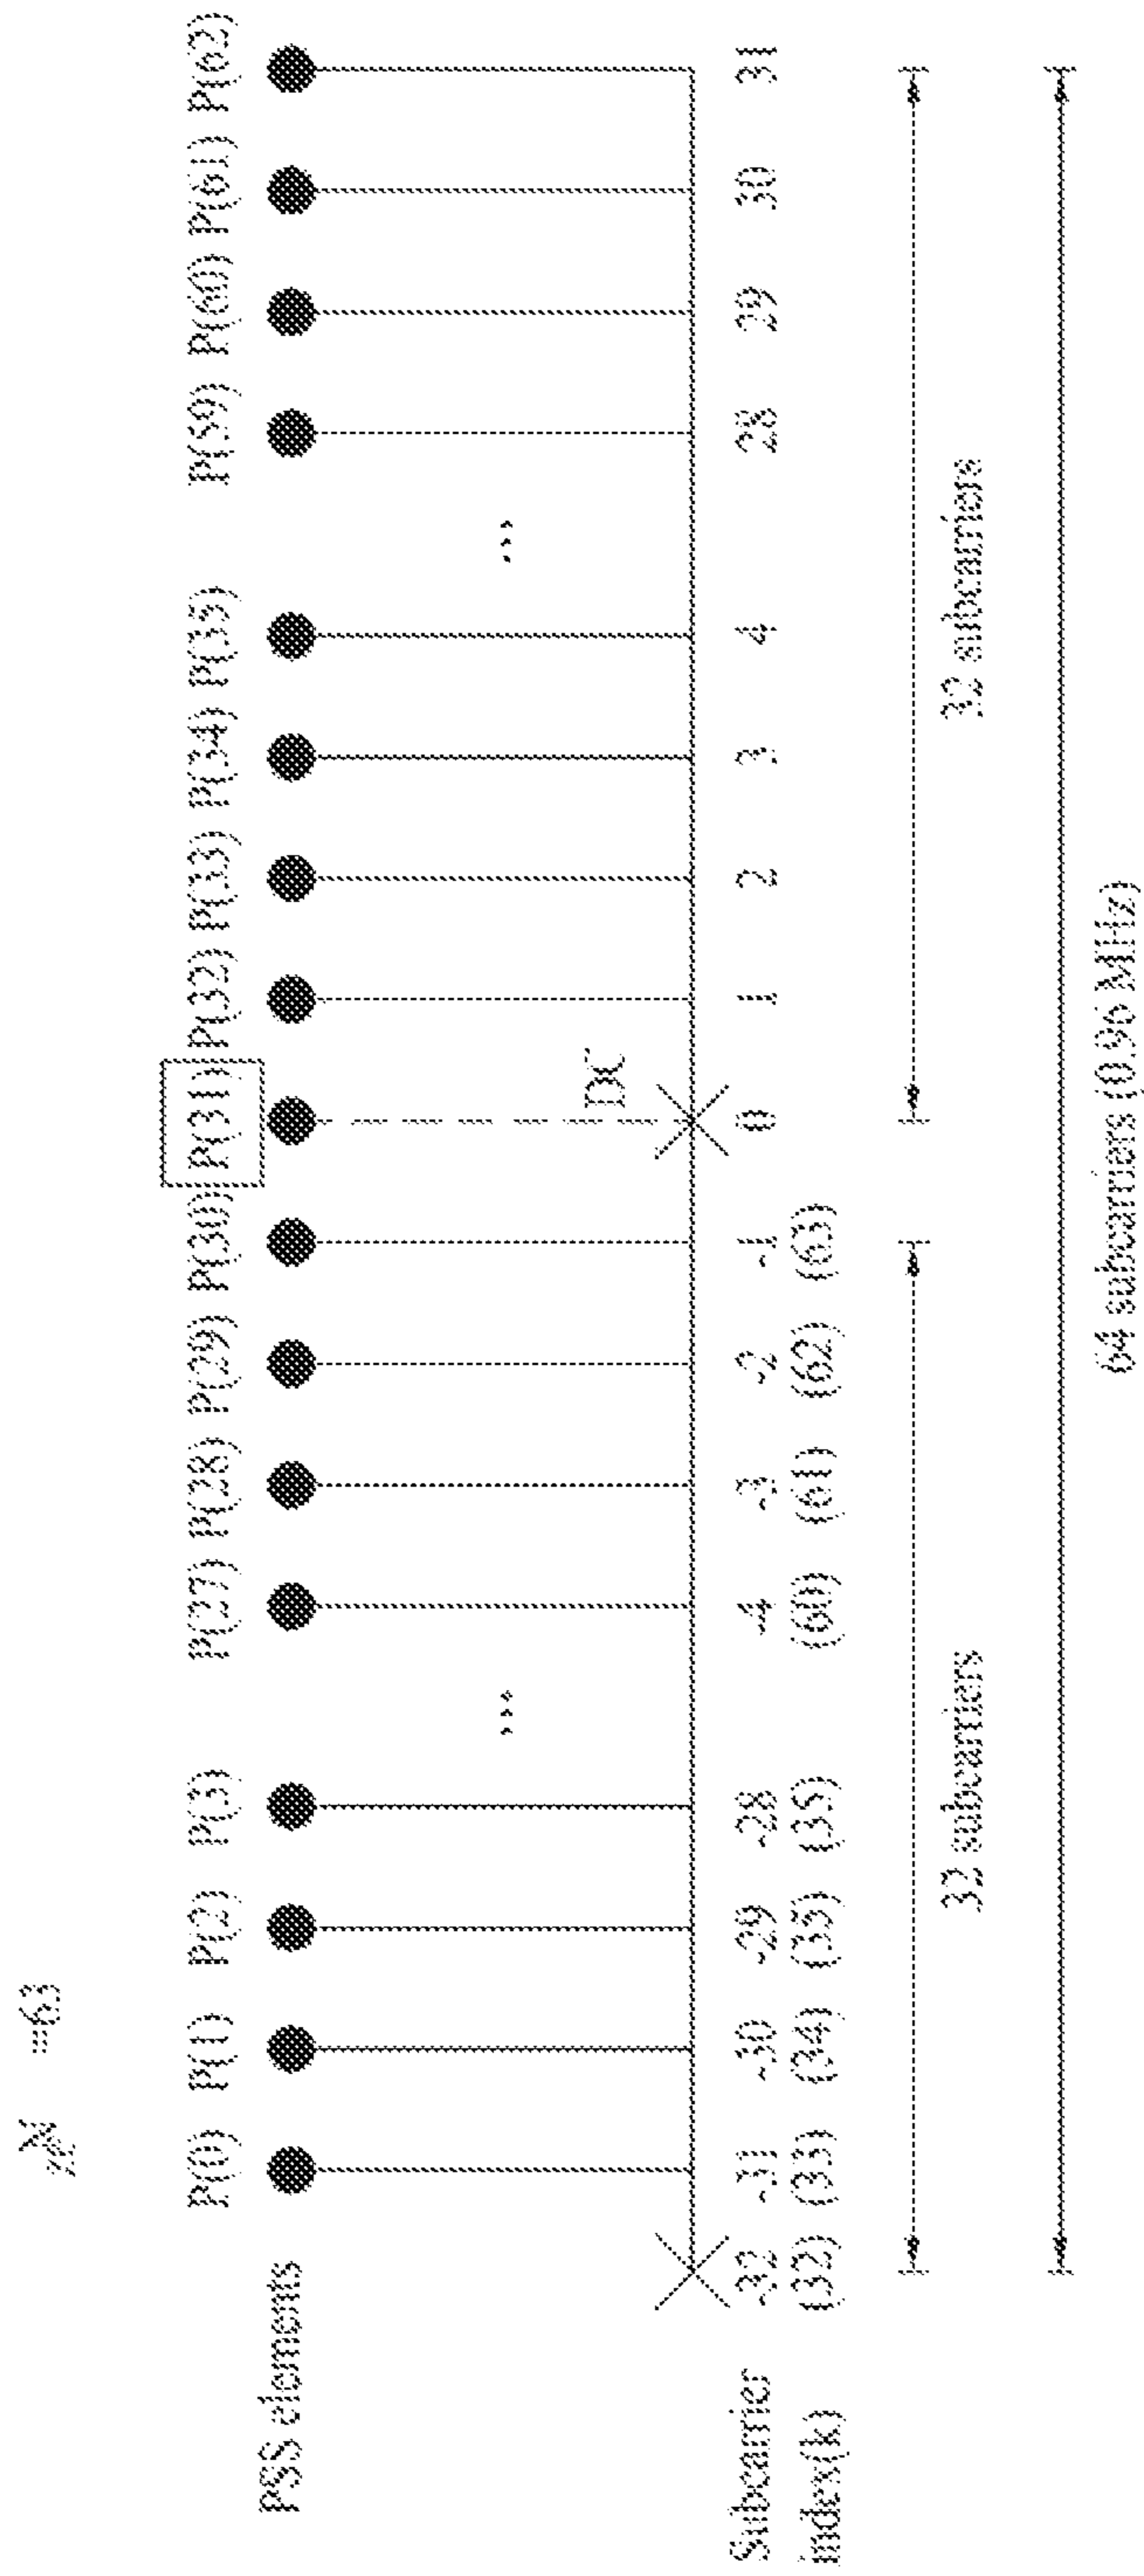 N =63
ZC
P(0) P(1) P(2) P(3) P(27) P(28) P(29) P(30) P(31) P(32) P(33) P(34) P(35) P(59) P(60) P(61) P(62)
PSS elements
... ...
DC
Subcarrier -32 -31 -30 -29 -28 -4 -3 -2 -1 0 1 2 3 4 28 29 30 31
index(k) (32) (33) (34) (35) (35) (60) (61) (62) (63)
32 subcarriers 32 subcarriers
64 subcarriers (0.96 MHz)